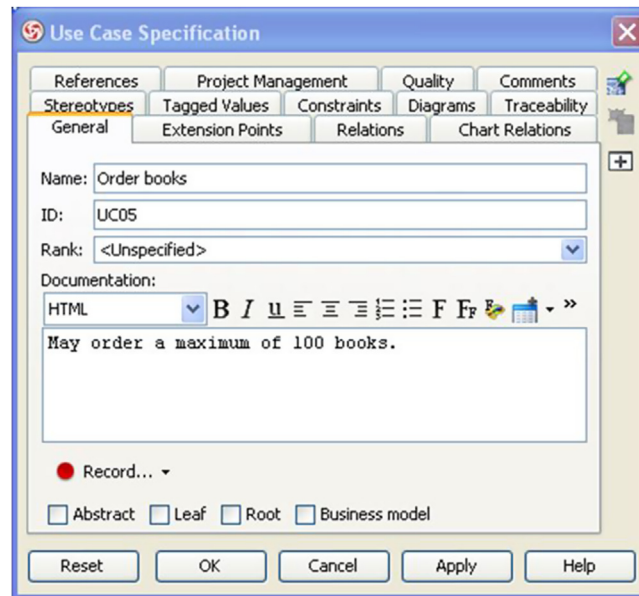 Use Case Specification
References Project Management Quality Comments
Stereotypes Tagged Values Constraints Diagrams Traceability
General Extension Points Relations Chart Relations
Name: Order books
ID: UC05
Rank: <Unspecified>
Documentation:
HTML B I u F FF
May order a maximum of 100 books.
Record...
Abstract Leaf Root Business model
Reset OK Cancel Apply Help